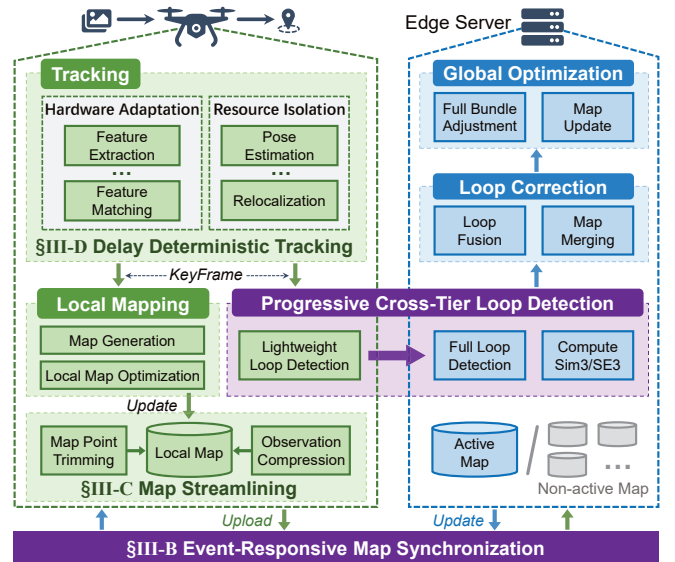 Edge Server
Tracking
Hardware Adaptation
Feature
Extraction
...
Feature
Matching
Resource Isolation
Pose
Estimation
...
Relocalization
§III-D Delay Deterministic Tracking
KeyFrame
Local Mapping
Map Generation
Local Map Optimization
Update
Map Point
Trimming
Local Map
Observation
Compression
§III-C Map Streamlining
Upload
Global Optimization
Full Bundle
Adjustment
Map
Update
Loop Correction
Loop
Fusion
Map
Merging
Progressive Cross-Tier Loop Detection
Lightweight
Loop Detection
Full Loop
Detection
Compute
Sim3/SE3
Active
Map
...
Non-active Map
Update
§III-B Event-Responsive Map Synchronization